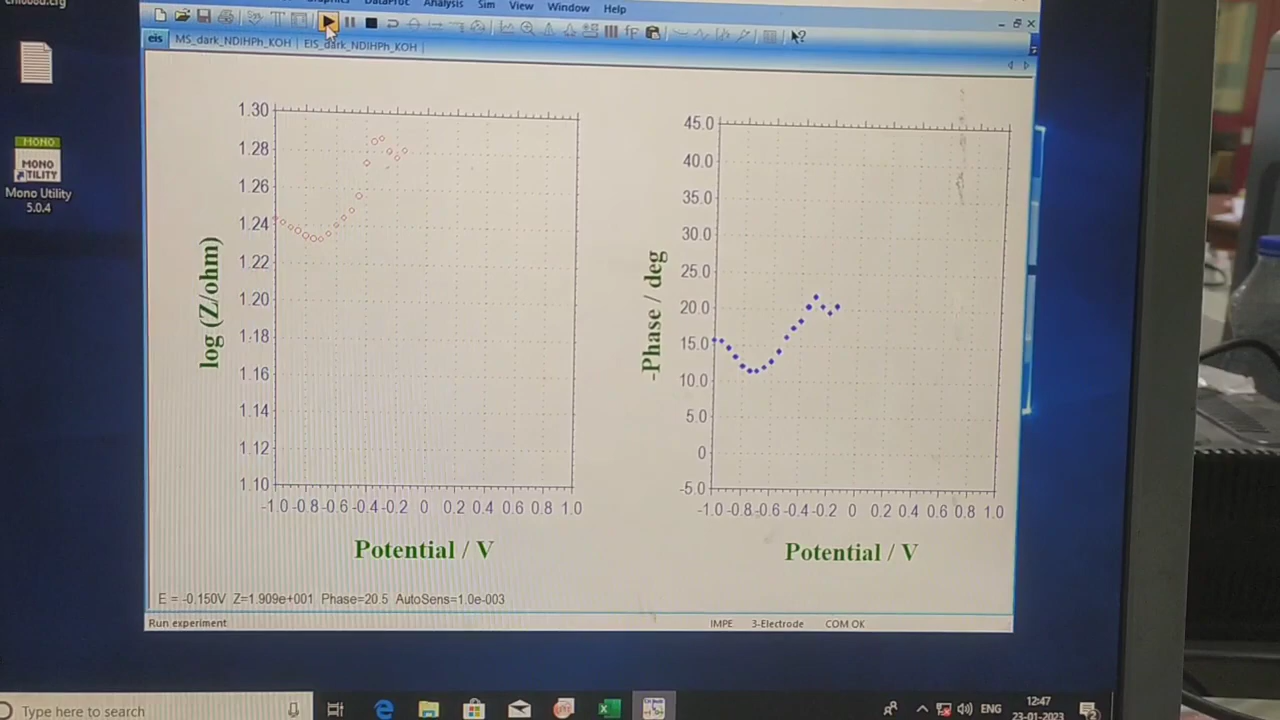 chi608d.cfg
MONO
MONO
UTILITY
Mono Utility
5.0.4
Graphics DataProc Analysis Sim View Window Help
eis MS_dark_NDIHPh_KOH EIS_dark_NDIHPh_KOH
1.30
1.28
1.26
1.24
1.22
1.20
1.18
1.16
1.14
1.12
1.10
log (Z/ohm)
-1.0 -0.8 -0.6 -0.4 -0.2 0 0.2 0.4 0.6 0.8 1.0
Potential / V
45.0
40.0
35.0
30.0
25.0
20.0
15.0
10.0
5.0
0
-5.0
-Phase / deg
-1.0 -0.8 -0.6 -0.4 -0.2 0 0.2 0.4 0.6 0.8 1.0
Potential / V
E = -0.150V Z=1.909e+001 Phase=20.5 AutoSens=1.0e-003
Run experiment IMPE 3-Electrode COM OK
Type here to search
ENG
12:47
23-01-2023